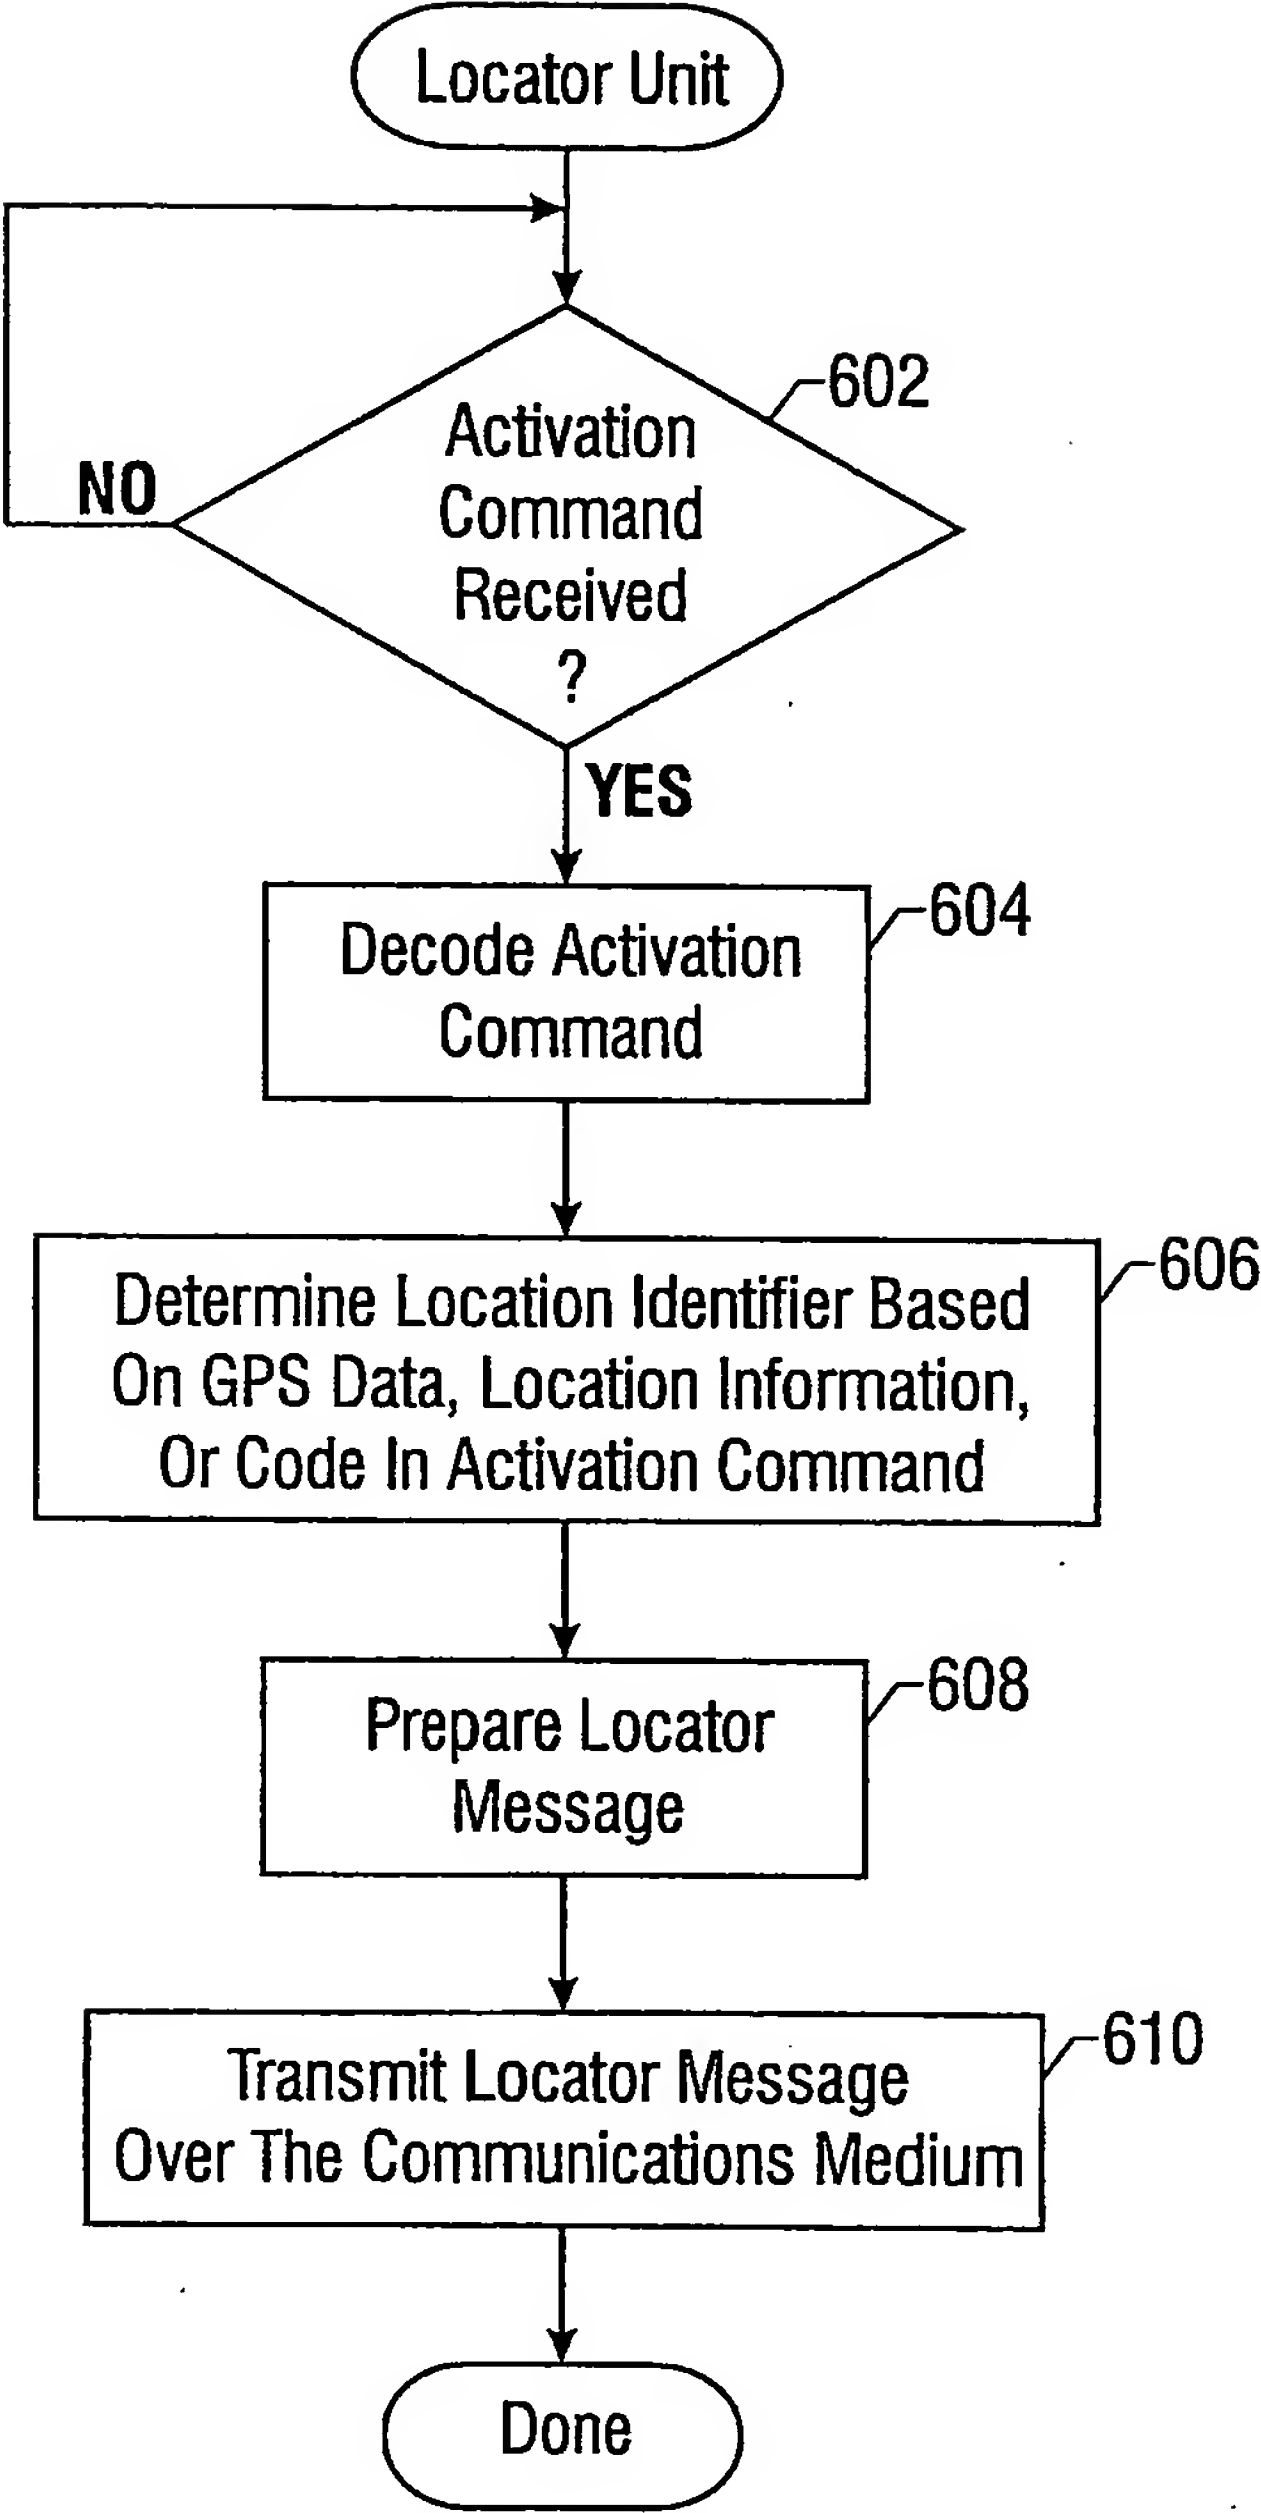 Locator Unit
602
Activation
Command
Received
?
NO
YES
604
Decode Activation
Command
606
Determine Location Identifier Based
On GPS Data, Location Information,
Or Code In Activation Command
608
Prepare Locator
Message
610
Transmit Locator Message
Over The Communications Medium
Done